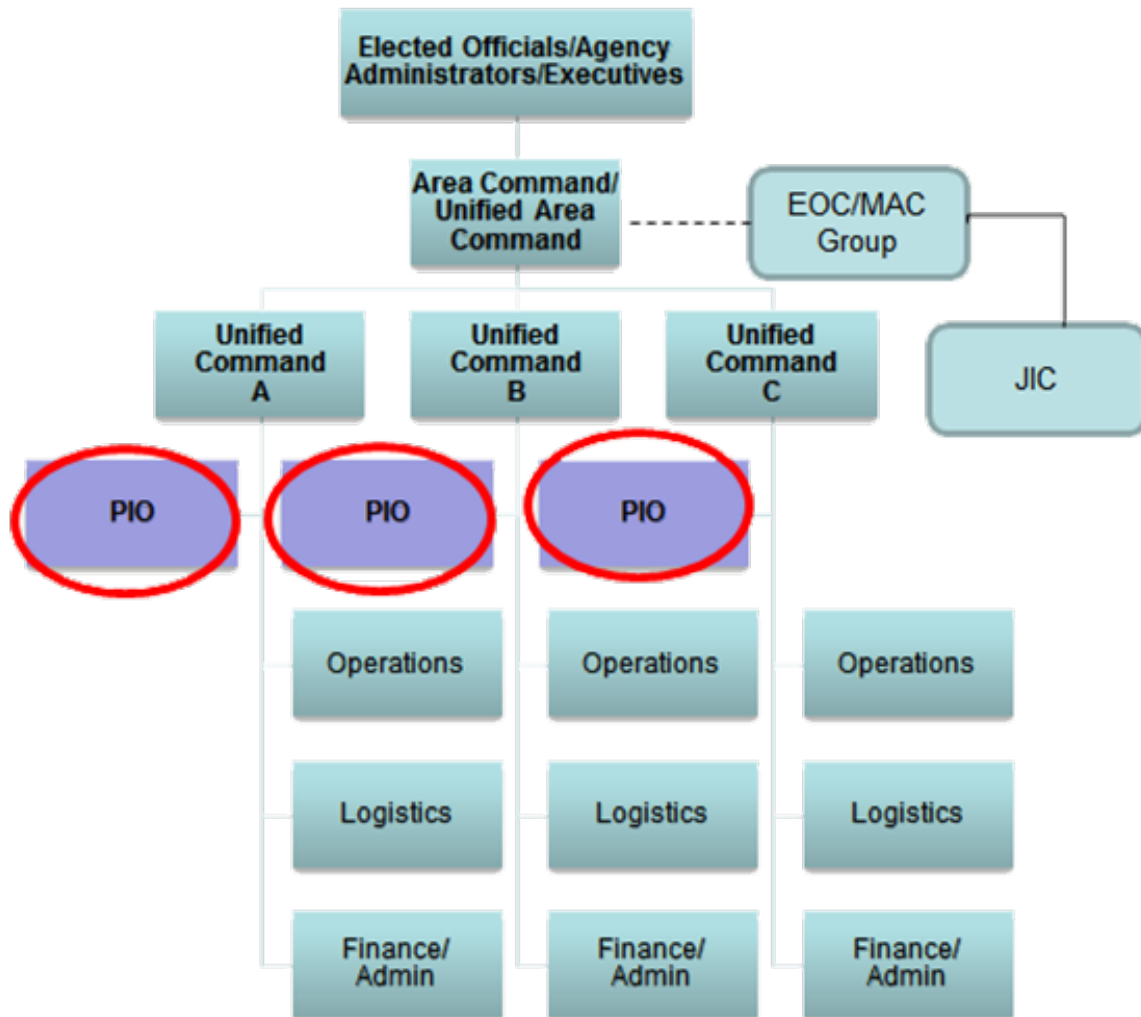 Elected Officials/Agency
Administrators/Executives
Area Command/
Unified Area
Command
EOC/MAC
Group
Unified
Command
A
Unified
Command
B
Unified
Command
C
JIC
PIO
PIO
PIO
Operations
Operations
Operations
Logistics
Logistics
Logistics
Finance/
Admin
Finance/
Admin
Finance/
Admin